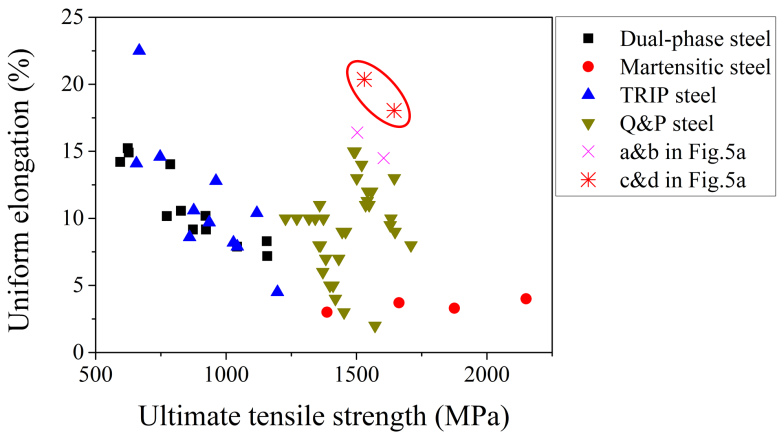 Uniform elongation (%)
25
20
15
10
5
0
500
1000
1500
2000
Ultimate tensile strength (MPa)
Dual-phase steel
Martensitic steel
TRIP steel
Q&P steel
a&b in Fig.5a
c&d in Fig.5a